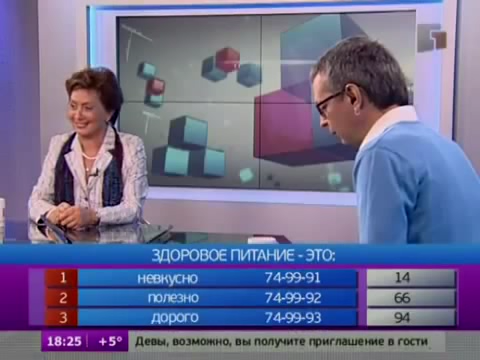 1
ЗДОРОВОЕ ПИТАНИЕ - ЭТО:
1 невкусно 74-99-91 14
2 полезно 74-99-92 66
3 дорого 74-99-93 94
18:25 +5° Девы, возможно, вы получите приглашение в гости